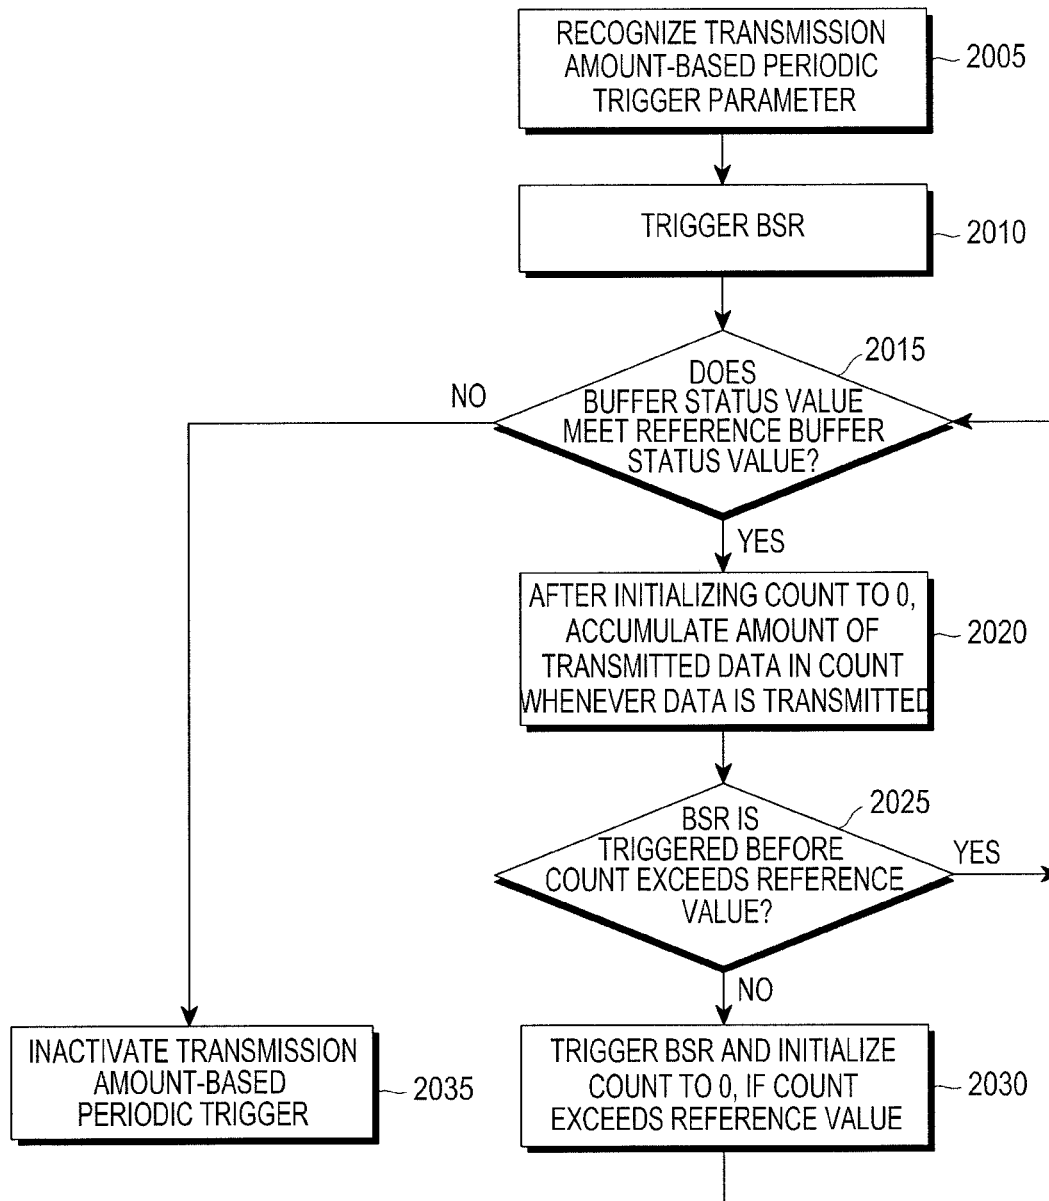 RECOGNIZE TRANSMISSION
AMOUNT-BASED PERIODIC
TRIGGER PARAMETER
2005
TRIGGER BSR
2010
2015
DOES
BUFFER STATUS VALUE
MEET REFERENCE BUFFER
STATUS VALUE?
NO
YES
AFTER INITIALIZING COUNT TO 0,
ACCUMULATE AMOUNT OF
TRANSMITTED DATA IN COUNT
WHENEVER DATA IS TRANSMITTED
2020
2025
BSR IS
TRIGGERED BEFORE
COUNT EXCEEDS REFERENCE
VALUE?
YES
NO
INACTIVATE TRANSMISSION
AMOUNT-BASED
PERIODIC TRIGGER
2035
TRIGGER BSR AND INITIALIZE
COUNT TO 0, IF COUNT
EXCEEDS REFERENCE VALUE
2030